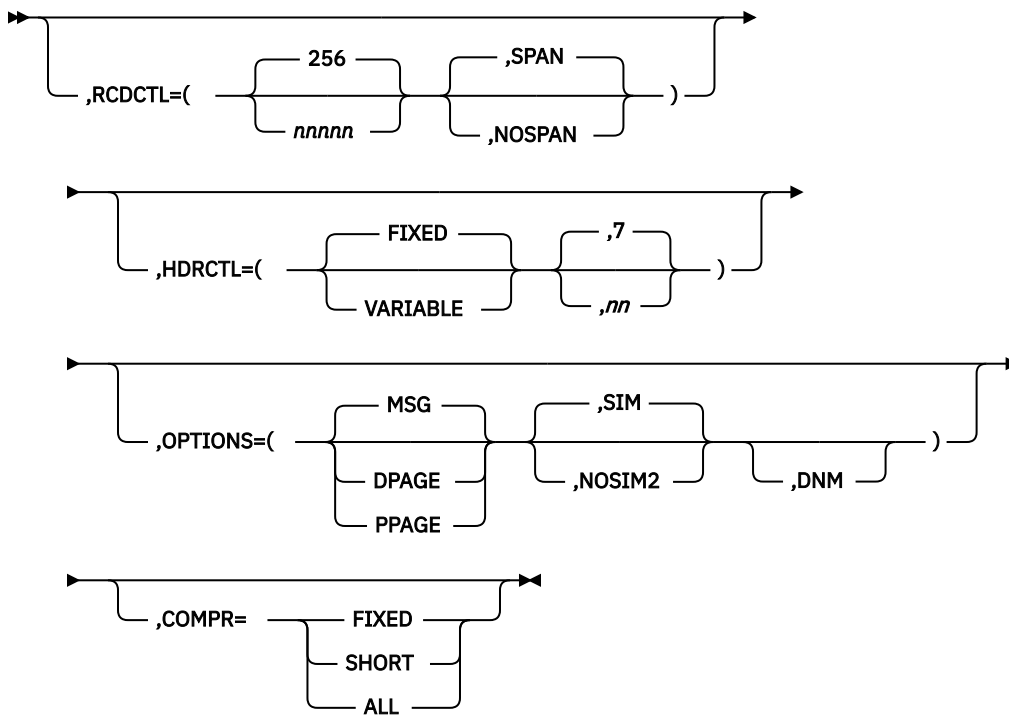 256
,SPAN
,RCDCTL=( )
nnnnn
,NOSPAN
FIXED
,7
,HDRCTL=( )
VARIABLE
,nn
MSG
,SIM
,OPTIONS=( )
DPAGE
,NOSIM2
,DNM
PPAGE
,COMPR=
FIXED
SHORT
ALL